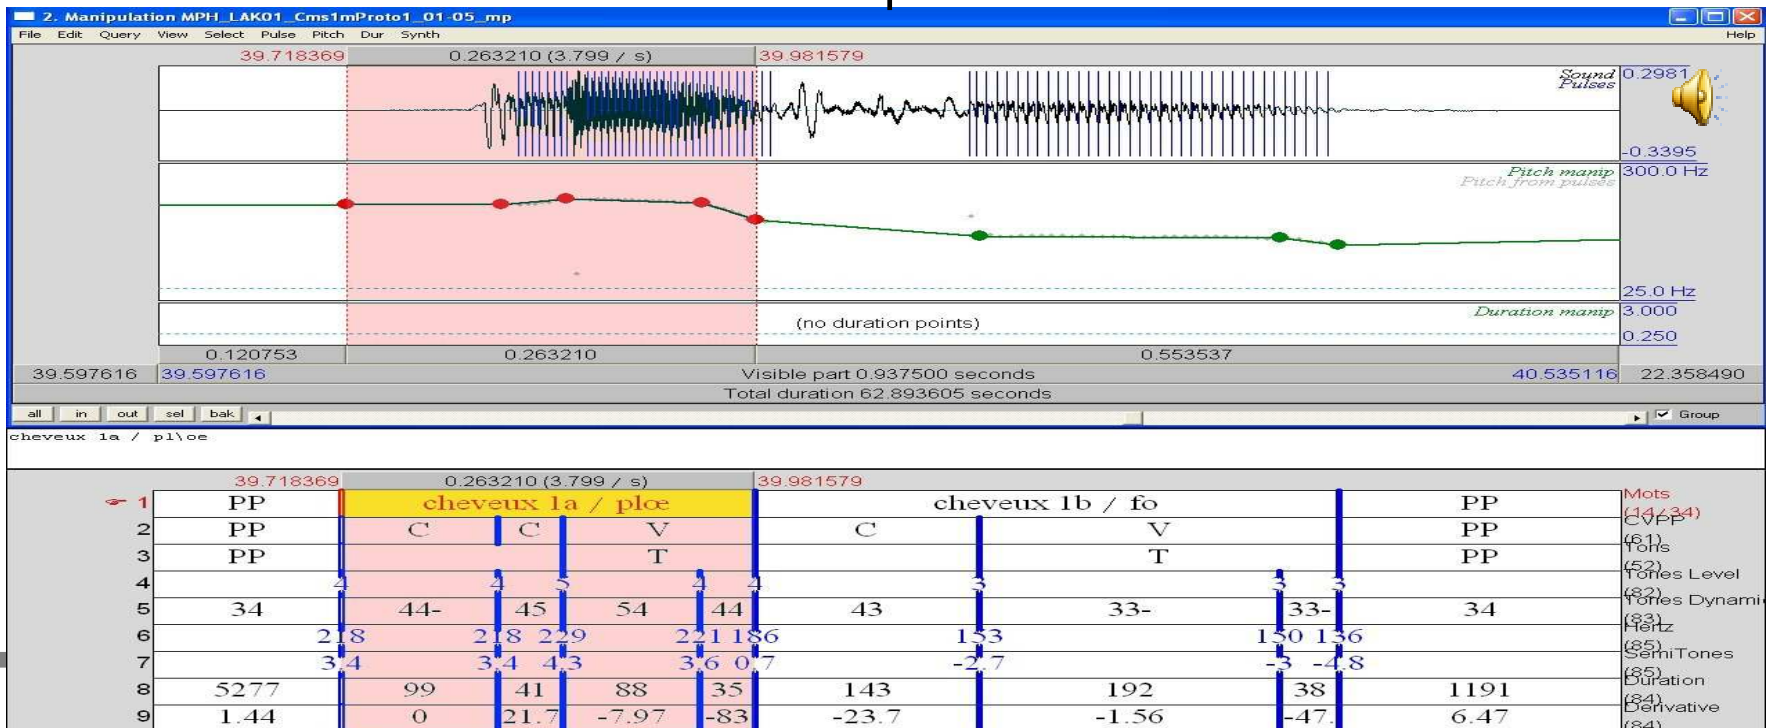 2. Manipulation MPH_LAK01_Cms1mProto1_01-05_mp
File Edit Query View Select Pulse Pitch Dur Synth Help
39.718369 0.263210 (3.799 / s) 39.981579
Sound 0.2981
Pulses
-0.3395
Pitch manip 300.0 Hz
Pitch from pulses
25.0 Hz
Duration manip 3.000
(no duration points)
0.250
0.120753 0.263210 0.553537
39.597616 39.597616 Visible part 0.937500 seconds 40.535116 22.358490
Total duration 62.893605 seconds
all in out sel bak Group
cheveux 1a / pl\oe
39.718369 0.263210 (3.799 / s) 39.981579
1 PP cheveux 1a / plœ cheveux 1b / fo PP Mots
(14/34)
2 PP C C V C V PP CVPP
(61)
3 PP T T PP Tons
(52)
4 4 4 5 4 4 3 3 3 Tones Level
(82)
5 34 44- 45 54 44 43 33- 33- 34 Tones Dynami
(83)
6 218 218 229 221 186 153 150 136 Hertz
(85)
7 3.4 3.4 4.3 3.6 0.7 -2.7 -3 -4.8 SemiTones
(85)
8 5277 99 41 88 35 143 192 38 1191 Duration
(84)
9 1.44 0 21.7 -7.97 -83 -23.7 -1.56 -47. 6.47 Derivative
(84)